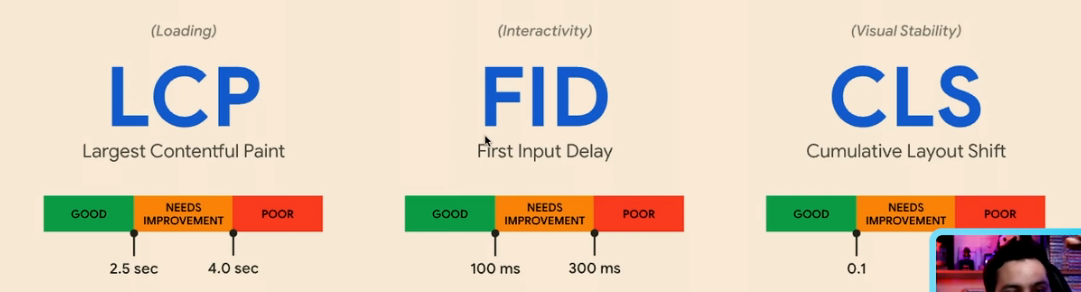 (Loading)
LCP
Largest Contentful Paint
GOOD
NEEDS
IMPROVEMENT
POOR
2.5 sec
4.0 sec
(Interactivity)
FID
First Input Delay
GOOD
NEEDS
IMPROVEMENT
POOR
100 ms
300 ms
(Visual Stability)
CLS
Cumulative Layout Shift
GOOD
NEEDS
IMPROVEMENT
POOR
0.1